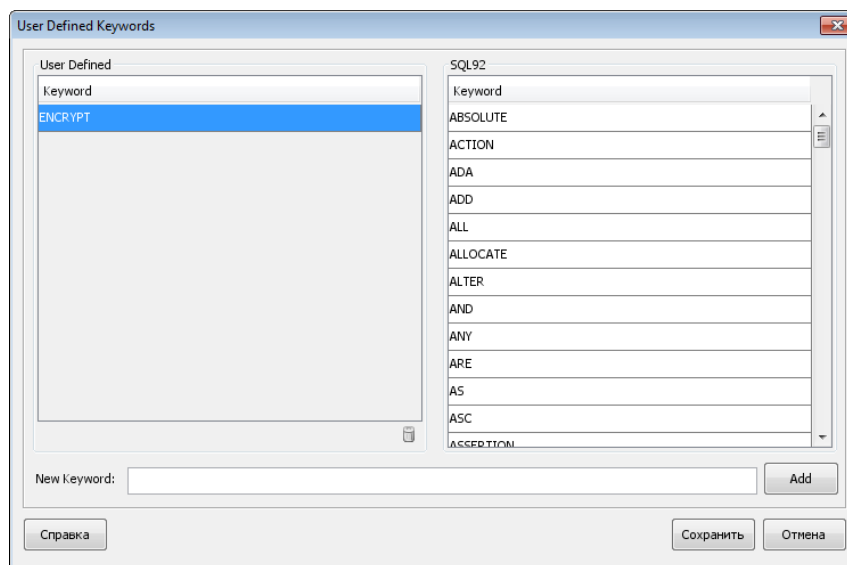 User Defined Keywords
User Defined
Keyword
ENCRYPT
SQL92
Keyword
ABSOLUTE
ACTION
ADA
ADD
ALL
ALLOCATE
ALTER
AND
ANY
ARE
AS
ASC
ASSERTION
New Keyword:
Add
Справка
Сохранить
Отмена